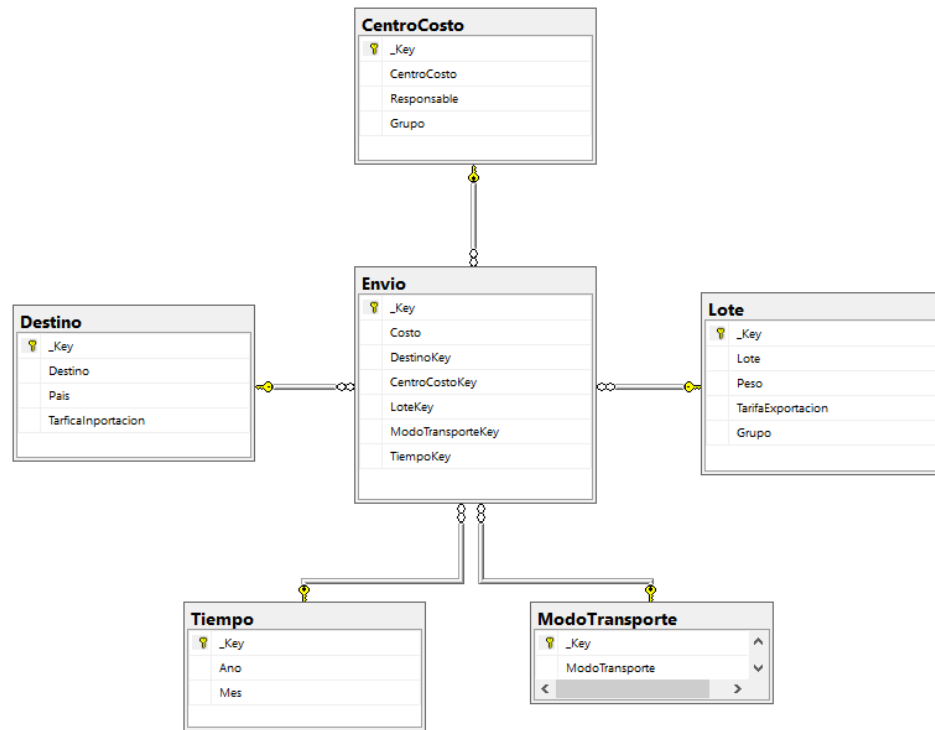 CentroCosto
_Key
CentroCosto
Responsable
Grupo
Envio
_Key
Costo
DestinoKey
CentroCostoKey
LoteKey
ModoTransporteKey
TiempoKey
Destino
_Key
Destino
Pais
TarficaInportacion
Lote
_Key
Lote
Peso
TarifaExportacion
Grupo
Tiempo
_Key
Ano
Mes
ModoTransporte
_Key
ModoTransporte